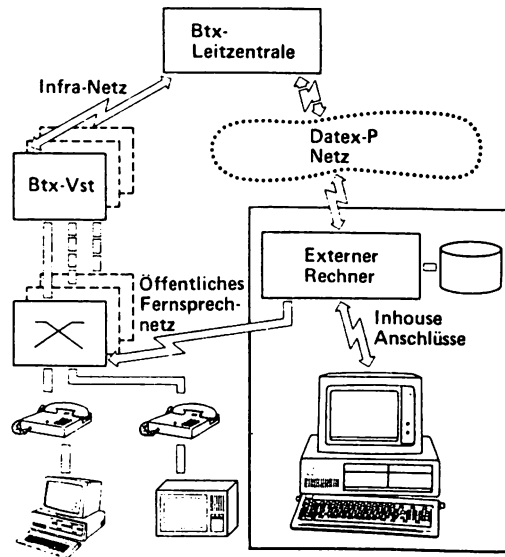 Btx-
Leitzentrale
Infra-Netz
Datex-P
Netz
Btx-Vst
Externer
Rechner
Öffentliches
Fernsprech-
netz
Inhouse
Anschlüsse